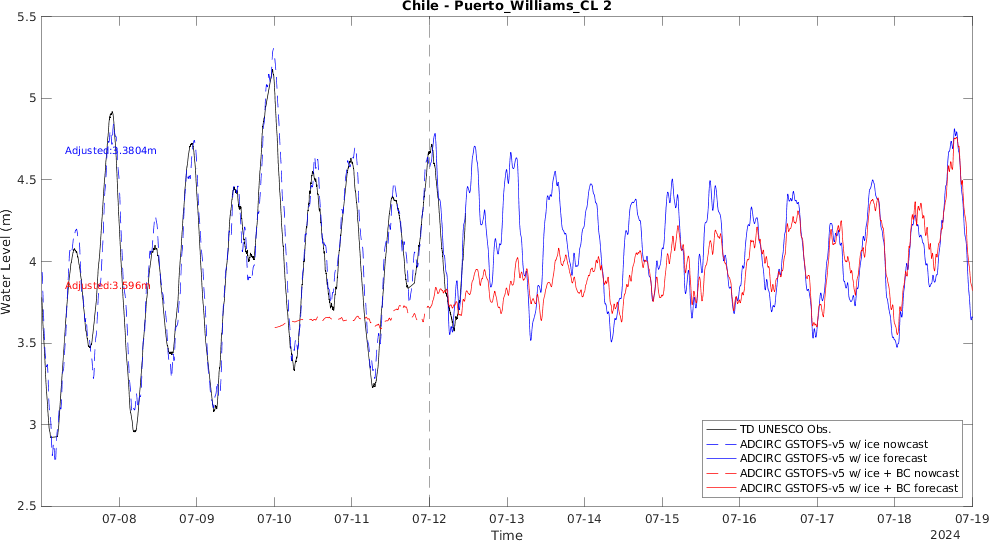 Chile - Puerto_Williams_CL 2
5.5
5
4.5
4
3.5
3
2.5
Water Level (m)
Adjusted:3.3804m
Adjusted:3.596m
TD UNESCO Obs.
ADCIRC GSTOFS-v5 w/ ice nowcast
ADCIRC GSTOFS-v5 w/ ice forecast
ADCIRC GSTOFS-v5 w/ ice + BC nowcast
ADCIRC GSTOFS-v5 w/ ice + BC forecast
07-08 07-09 07-10 07-11 07-12 07-13 07-14 07-15 07-16 07-17 07-18 07-19
Time
2024